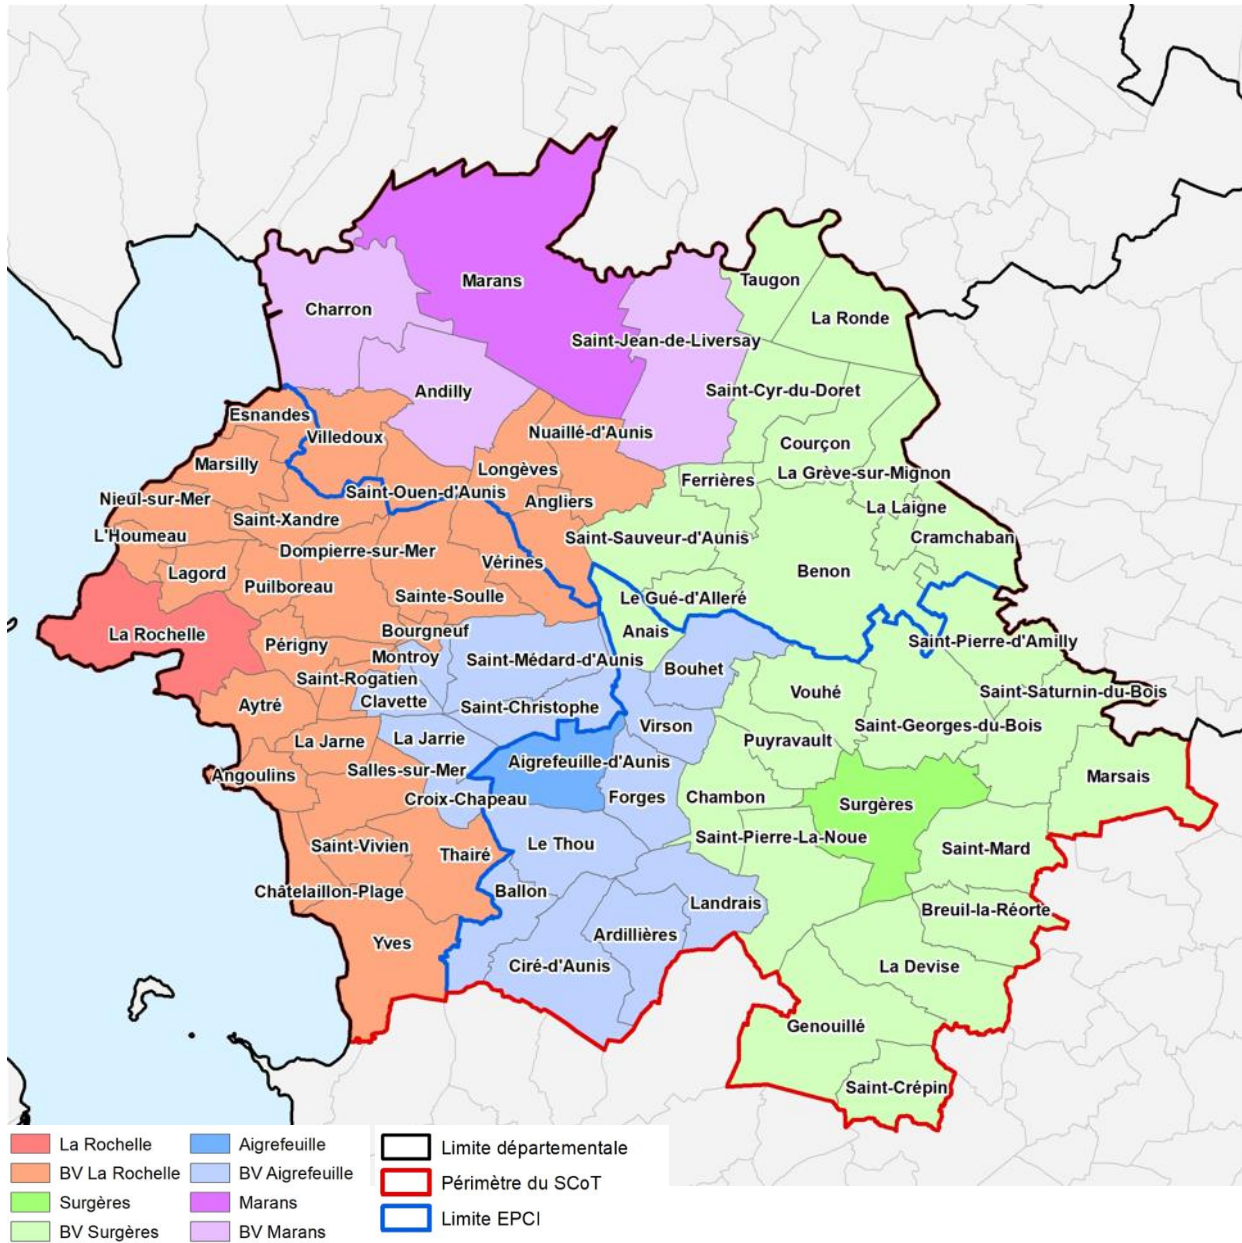 Marans
Taugon
Charron
La Ronde
Saint-Jean-de-Liversay
Andilly
Saint-Cyr-du-Doret
Esnandes
Villedoux
Nuaillé-d'Aunis
Courçon
Marsilly
Longèves
Ferrières
La Grève-sur-Mignon
Nieul-sur-Mer
Saint-Ouen-d'Aunis
Angliers
La Laigne
L'Houmeau
Saint-Xandre
Saint-Sauveur-d'Aunis
Cramchaban
Dompierre-sur-Mer
Lagord
Puilboreau
Vérines
Benon
Sainte-Soulle
Le Gué-d'Alleré
La Rochelle
Périgny
Bourgneuf
Anais
Saint-Pierre-d'Amilly
Montroy
Saint-Médard-d'Aunis
Bouhet
Saint-Rogatien
Vouhé
Saint-Saturnin-du-Bois
Aytré
Clavette
Saint-Christophe
Virson
Saint-Georges-du-Bois
La Jarne
La Jarrie
Puyravault
Angoulins
Salles-sur-Mer
Aigrefeuille-d'Aunis
Marsais
Croix-Chapeau
Forges
Chambon
Surgères
Saint-Vivien
Thairé
Le Thou
Saint-Pierre-La-Noue
Saint-Mard
Châtelaillon-Plage
Ballon
Landrais
Breuil-la-Réorte
Yves
Ardillières
Ciré-d'Aunis
La Devise
Genouillé
Saint-Crépin
La Rochelle
BV La Rochelle
Surgères
BV Surgères
Aigrefeuille
BV Aigrefeuille
Marans
BV Marans
Limite départementale
Périmètre du SCoT
Limite EPCI